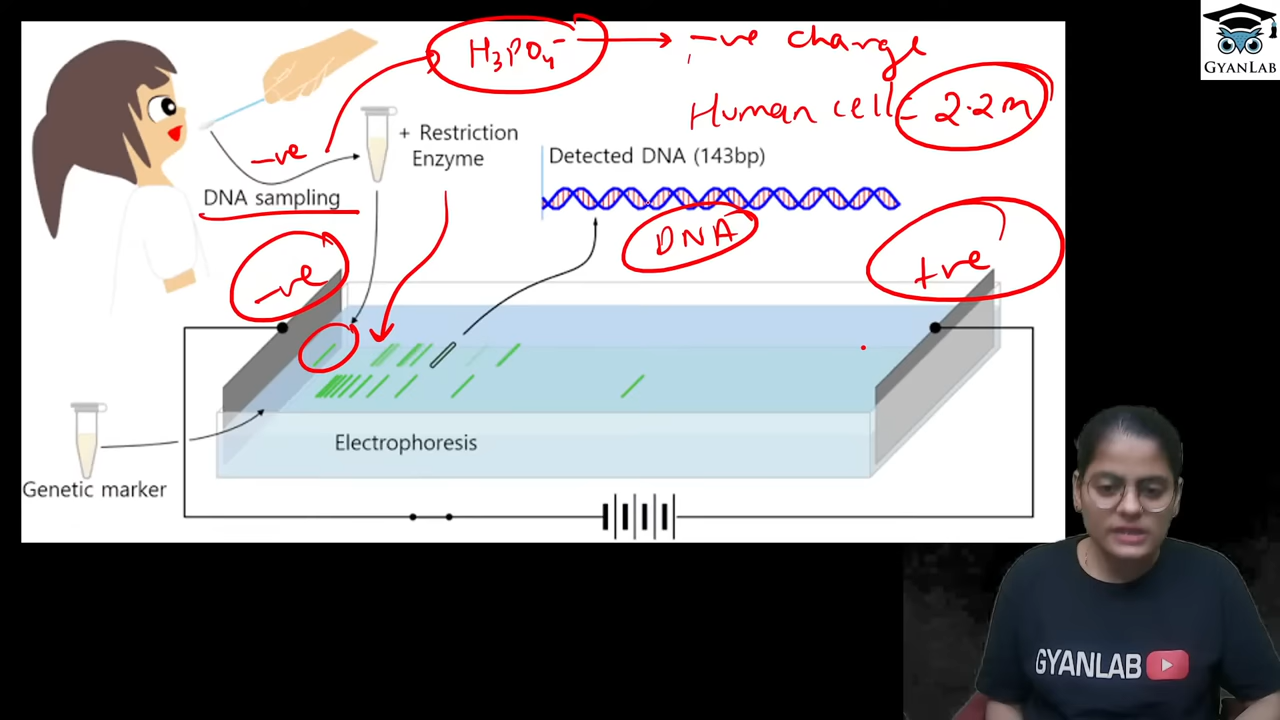 H₃PO₄⁻ → -ve charge
Human cell - 2.2m
GYANLAB
+ Restriction
Enzyme
-ve
Detected DNA (143bp)
DNA sampling
DNA
-ve
+ve
Electrophoresis
Genetic marker
GYANLAB